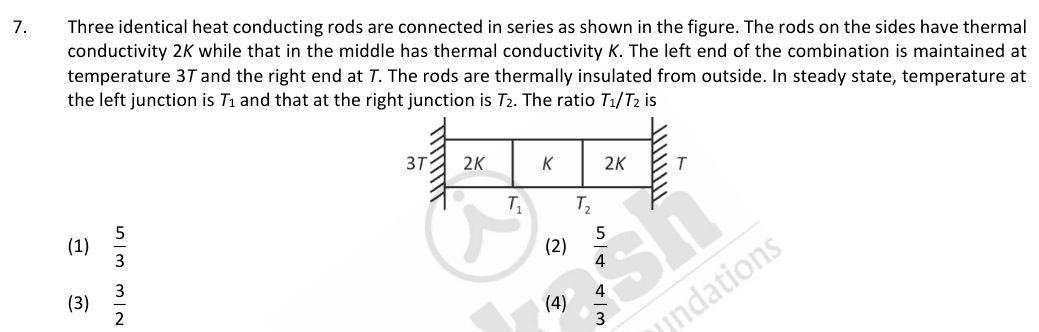 7. Three identical heat conducting rods are connected in series as shown in the figure. The rods on the sides have thermal
conductivity 2K while that in the middle has thermal conductivity K. The left end of the combination is maintained at
temperature 3T and the right end at T. The rods are thermally insulated from outside. In steady state, temperature at
the left junction is T₁ and that at the right junction is T₂. The ratio T₁/T₂ is
3T 2K K 2K T
T₁ T₂
(1) 5/3 (2) 5/4
(3) 3/2 (4) 4/3